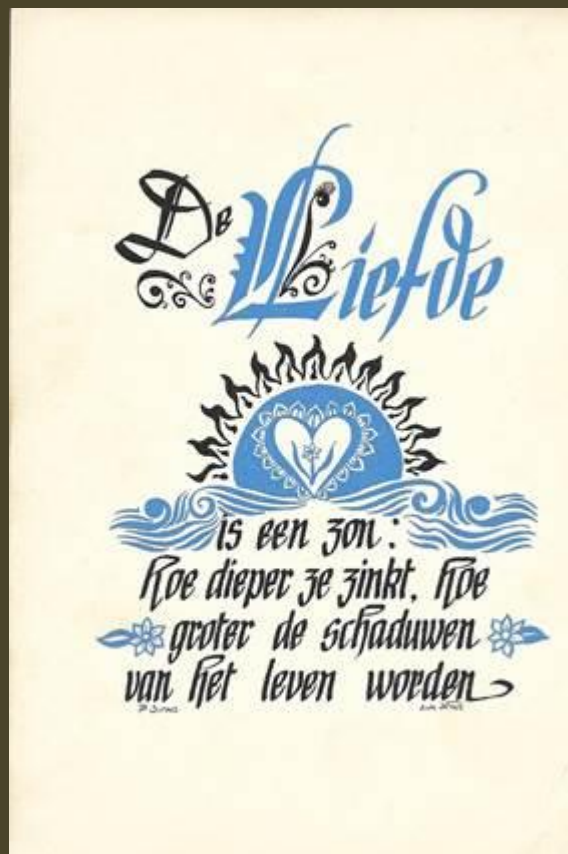 De Liefde
is een zon:
Hoe dieper ze zinkt, hoe
groter de schaduwen
van het leven worden